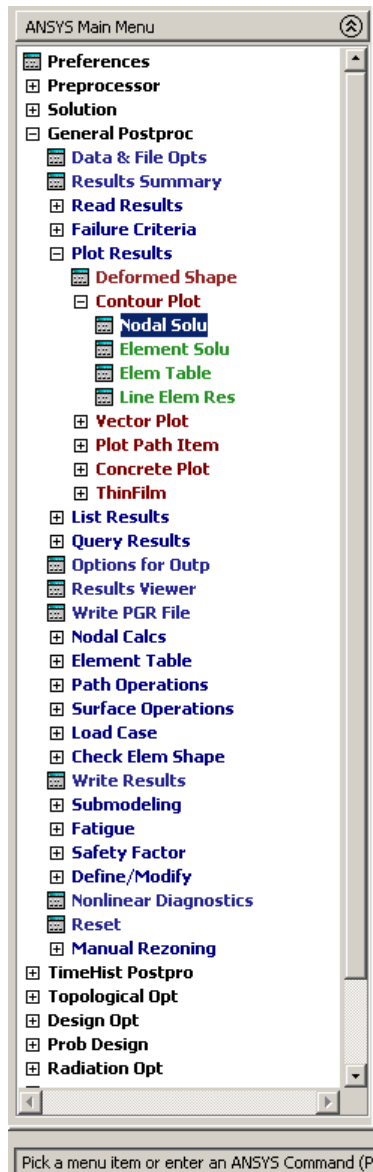 ANSYS Main Menu
Preferences
Preprocessor
Solution
General Postproc
Data & File Opts
Results Summary
Read Results
Failure Criteria
Plot Results
Deformed Shape
Contour Plot
Nodal Solu
Element Solu
Elem Table
Line Elem Res
Vector Plot
Plot Path Item
Concrete Plot
ThinFilm
List Results
Query Results
Options for Outp
Results Viewer
Write PGR File
Nodal Calcs
Element Table
Path Operations
Surface Operations
Load Case
Check Elem Shape
Write Results
Submodeling
Fatigue
Safety Factor
Define/Modify
Nonlinear Diagnostics
Reset
Manual Rezoning
TimeHist Postpro
Topological Opt
Design Opt
Prob Design
Radiation Opt
Pick a menu item or enter an ANSYS Command (P